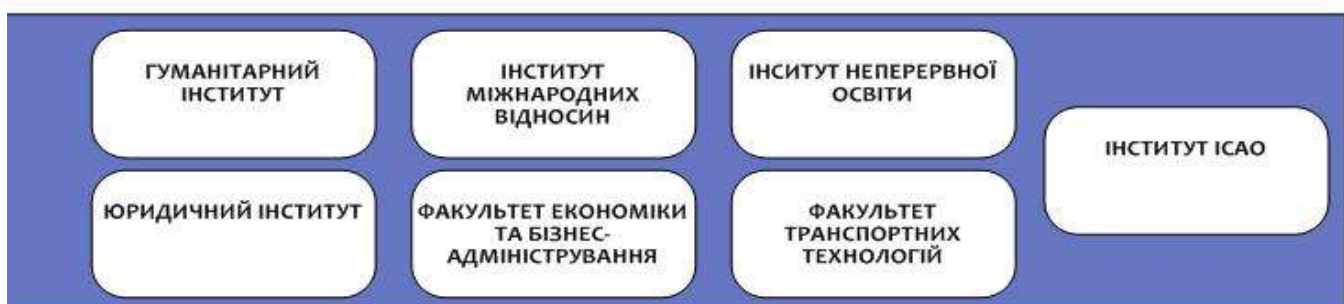 ГУМАНІТАРНИЙ
ІНСТИТУТ
ІНСТИТУТ
МІЖНАРОДНИХ
ВІДНОСИН
ІНСИТУТ НЕПЕРЕРВНОЇ
ОСВІТИ
ІНСТИТУТ ІСАО
ЮРИДИЧНИЙ ІНСТИТУТ
ФАКУЛЬТЕТ ЕКОНОМІКИ
ТА БІЗНЕС-
АДМІНІСТРУВАННЯ
ФАКУЛЬТЕТ
ТРАНСПОРТНИХ
ТЕХНОЛОГІЙ